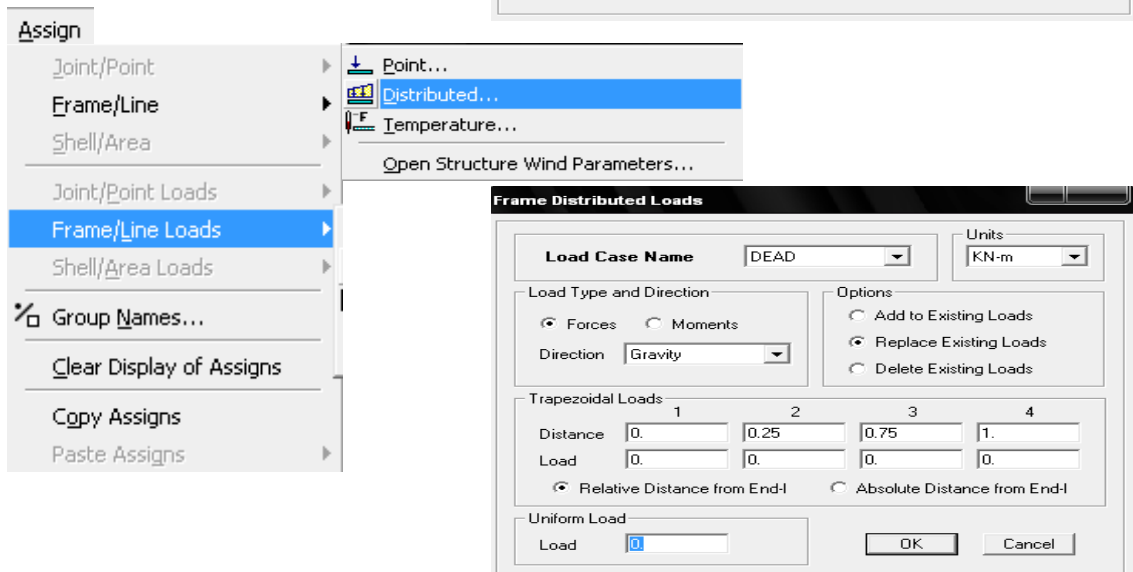 Assign
Joint/Point
Frame/Line
Shell/Area
Joint/Point Loads
Frame/Line Loads
Shell/Area Loads
Group Names...
Clear Display of Assigns
Copy Assigns
Paste Assigns
Point...
Distributed...
Temperature...
Open Structure Wind Parameters...
Frame Distributed Loads
Load Case Name DEAD
Units
KN-m
Load Type and Direction
Forces Moments
Direction Gravity
Options
Add to Existing Loads
Replace Existing Loads
Delete Existing Loads
Trapezoidal Loads
1 2 3 4
Distance 0. 0.25 0.75 1.
Load 0. 0. 0. 0.
Relative Distance from End-I Absolute Distance from End-I
Uniform Load
Load 0.
OK Cancel